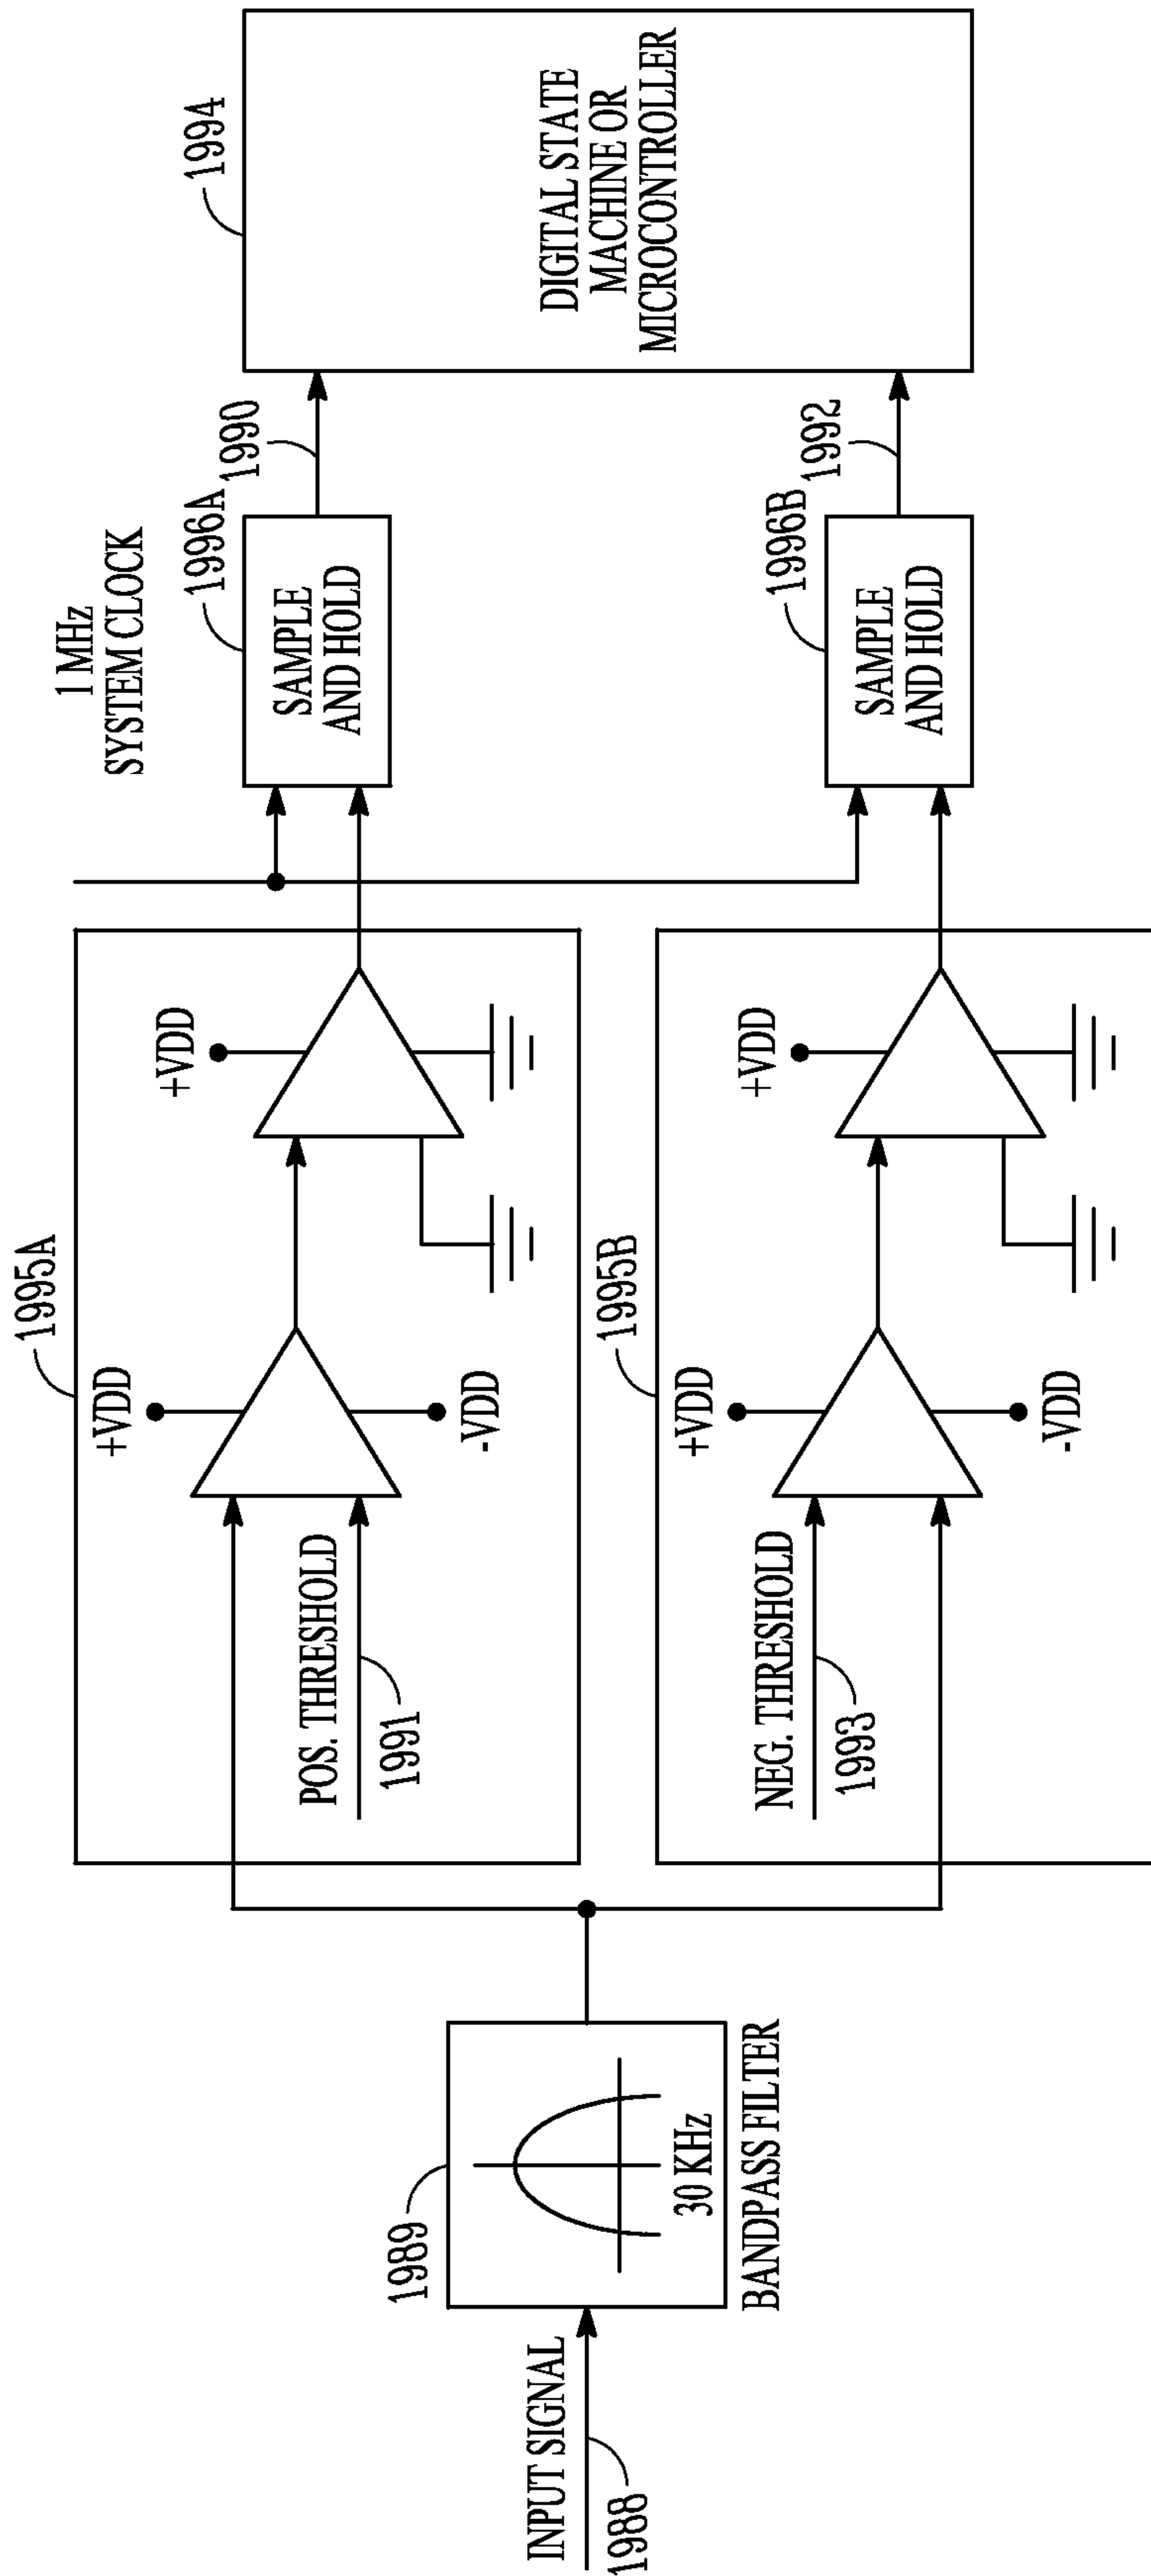 INPUT SIGNAL
1988
1989
30 KHz
BANDPASS FILTER
1995A
POS. THRESHOLD
1991
+VDD
-VDD
+VDD
1995B
NEG. THRESHOLD
1993
+VDD
-VDD
+VDD
1 MHz
SYSTEM CLOCK
1996A
SAMPLE
AND HOLD
1990
1996B
SAMPLE
AND HOLD
1992
1994
DIGITAL STATE
MACHINE OR
MICROCONTROLLER